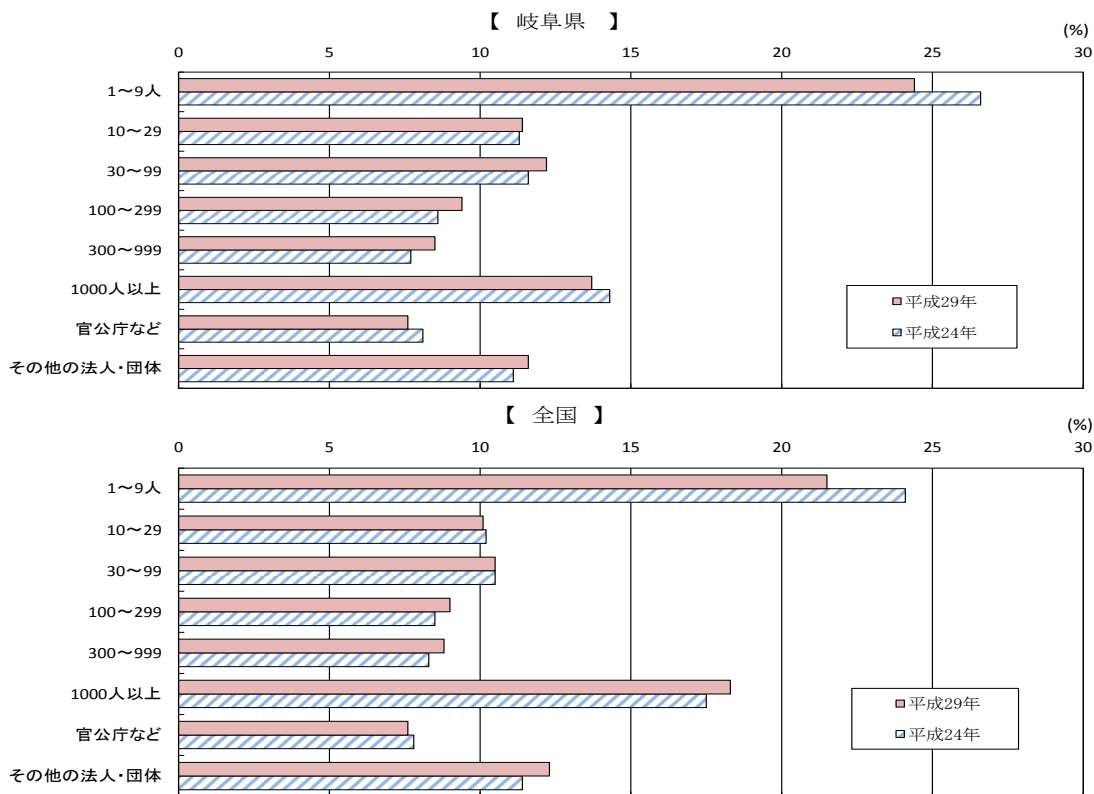 【 岐阜県 】
(%)
0 5 10 15 20 25 30
1～9人
10～29
30～99
100～299
300～999
1000人以上
官公庁など
その他の法人・団体
平成29年
平成24年
【 全国 】
(%)
0 5 10 15 20 25 30
1～9人
10～29
30～99
100～299
300～999
1000人以上
官公庁など
その他の法人・団体
平成29年
平成24年